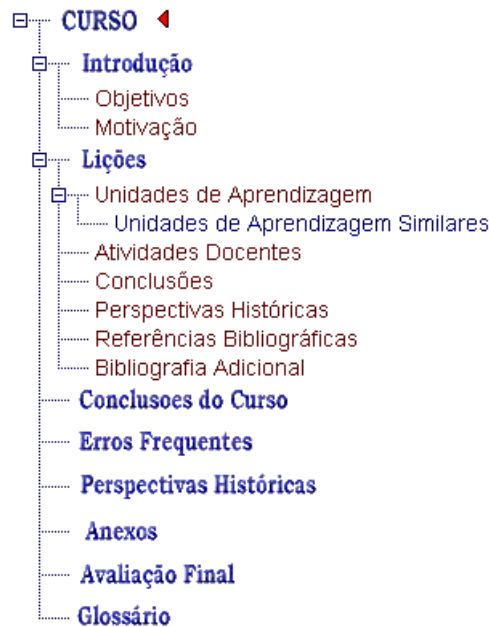 CURSO
Introdução
Objetivos
Motivação
Lições
Unidades de Aprendizagem
Unidades de Aprendizagem Similares
Atividades Docentes
Conclusões
Perspectivas Históricas
Referências Bibliográficas
Bibliografia Adicional
Conclusoes do Curso
Erros Frequentes
Perspectivas Históricas
Anexos
Avaliação Final
Glossário